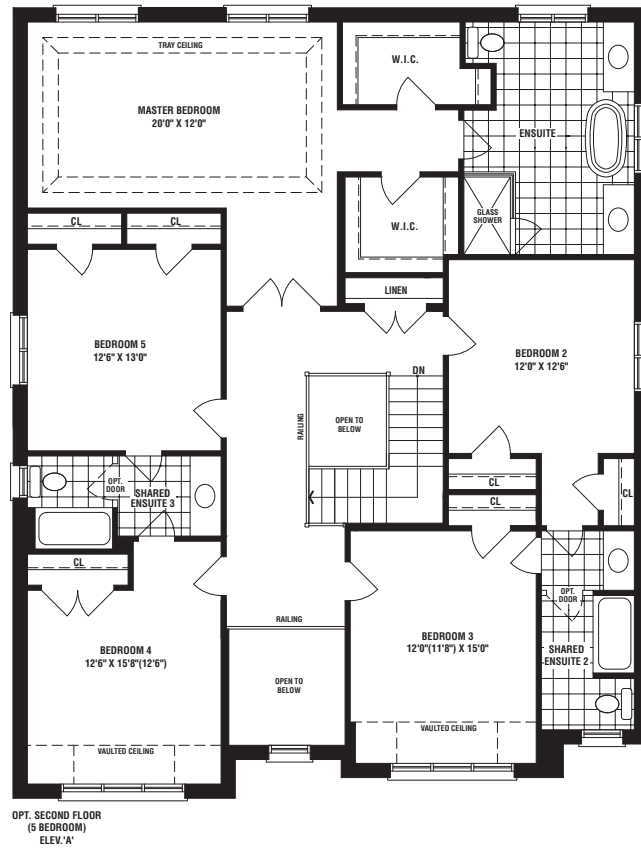 TRAY CEILING
MASTER BEDROOM
20'0" X 12'0"
W.I.C.
ENSUITE
W.I.C.
GLASS
SHOWER
CL
CL
LINEN
BEDROOM 5
12'6" X 13'0"
BEDROOM 2
12'0" X 12'6"
DN
RAILING
OPEN TO
BELOW
OPT.
DOOR
SHARED
ENSUITE 3
CL
CL
CL
CL
OPT.
DOOR
RAILING
BEDROOM 4
12'6" X 15'8"(12'6")
BEDROOM 3
12'0"(11'8") X 15'0"
SHARED
ENSUITE 2
OPEN TO
BELOW
VAULTED CEILING
VAULTED CEILING
OPT. SECOND FLOOR
(5 BEDROOM)
ELEV.'A'